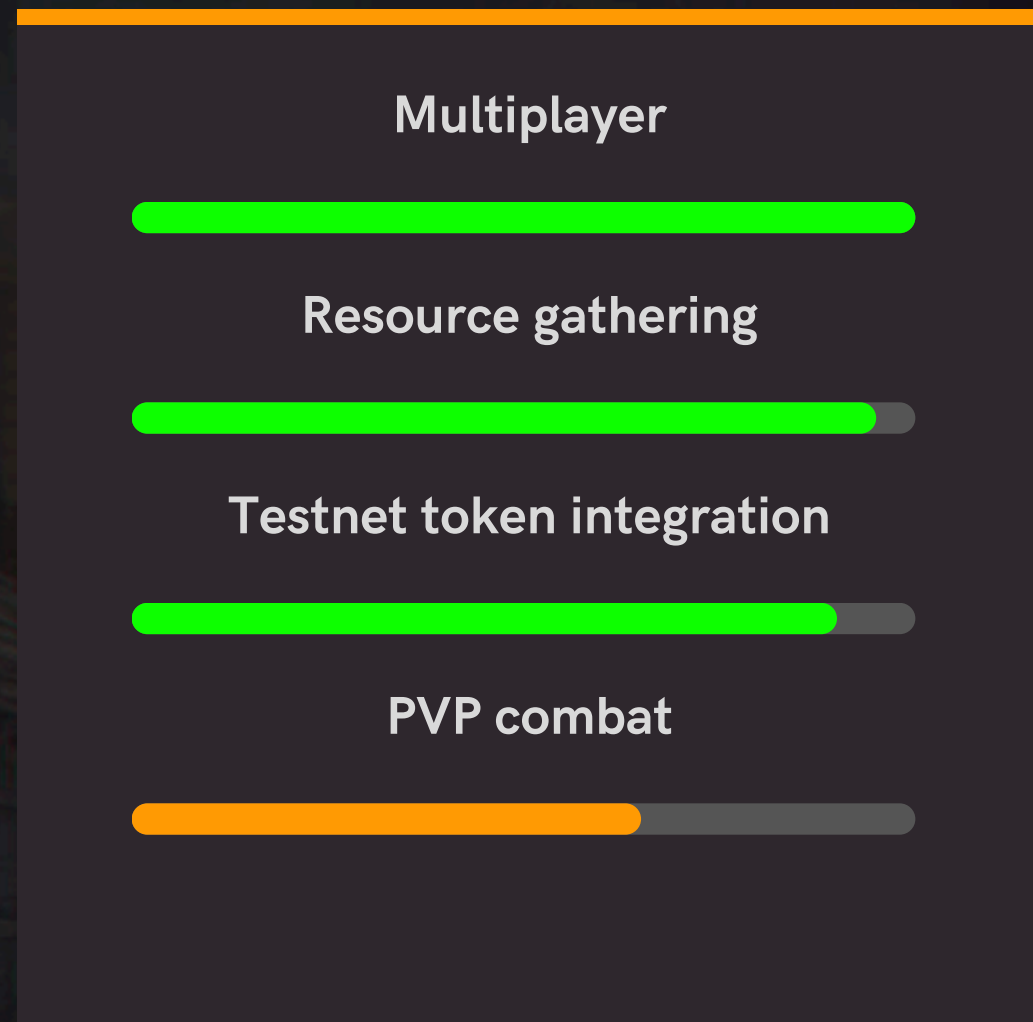 Multiplayer
Resource gathering
Testnet token integration
PVP combat